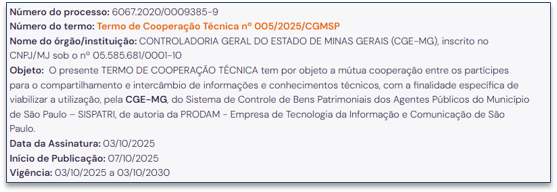 Número do processo: 6067.2020/0009385-9
Número do termo: Termo de Cooperação Técnica nº 005/2025/CGMSP
Nome do órgão/instituição: CONTROLADORIA GERAL DO ESTADO DE MINAS GERAIS (CGE-MG), inscrito no
CNPJ/MJ sob o nº 05.585.681/0001-10
Objeto: O presente TERMO DE COOPERAÇÃO TÉCNICA tem por objeto a mútua cooperação entre os partícipes
para o compartilhamento e intercâmbio de informações e conhecimentos técnicos, com a finalidade específica de
viabilizar a utilização, pela CGE-MG, do Sistema de Controle de Bens Patrimoniais dos Agentes Públicos do Município
de São Paulo – SISPATRI, de autoria da PRODAM - Empresa de Tecnologia da Informação e Comunicação de São
Paulo.
Data da Assinatura: 03/10/2025
Início de Publicação: 07/10/2025
Vigência: 03/10/2025 a 03/10/2030